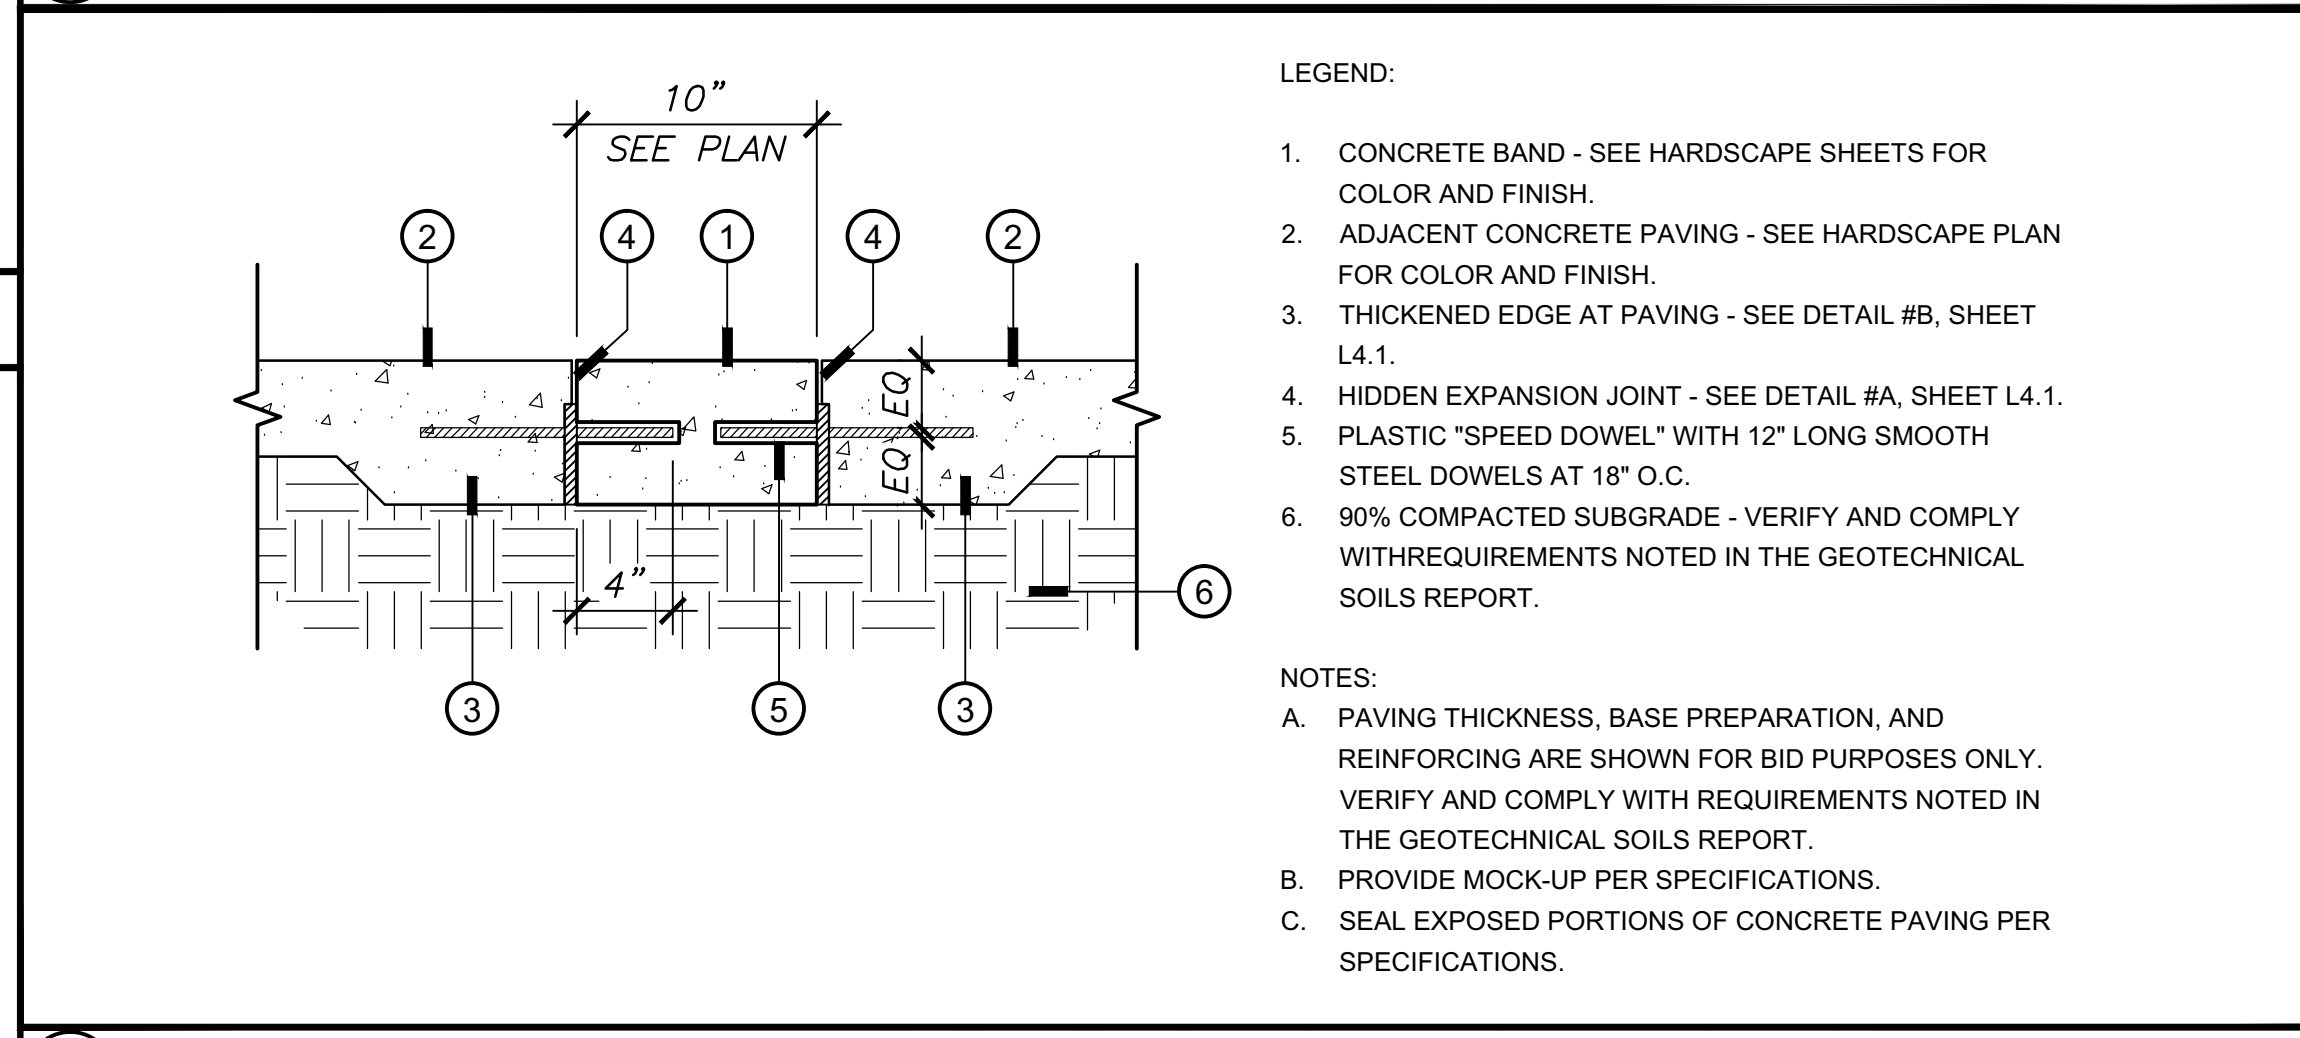 10"
SEE PLAN
2
4
1
4
2
EQ
EQ
4"
6
3
5
3
LEGEND:
1. CONCRETE BAND - SEE HARDSCAPE SHEETS FOR
COLOR AND FINISH.
2. ADJACENT CONCRETE PAVING - SEE HARDSCAPE PLAN
FOR COLOR AND FINISH.
3. THICKENED EDGE AT PAVING - SEE DETAIL #B, SHEET
L4.1.
4. HIDDEN EXPANSION JOINT - SEE DETAIL #A, SHEET L4.1.
5. PLASTIC "SPEED DOWEL" WITH 12" LONG SMOOTH
STEEL DOWELS AT 18" O.C.
6. 90% COMPACTED SUBGRADE - VERIFY AND COMPLY
WITHREQUIREMENTS NOTED IN THE GEOTECHNICAL
SOILS REPORT.
NOTES:
A. PAVING THICKNESS, BASE PREPARATION, AND
REINFORCING ARE SHOWN FOR BID PURPOSES ONLY.
VERIFY AND COMPLY WITH REQUIREMENTS NOTED IN
THE GEOTECHNICAL SOILS REPORT.
B. PROVIDE MOCK-UP PER SPECIFICATIONS.
C. SEAL EXPOSED PORTIONS OF CONCRETE PAVING PER
SPECIFICATIONS.